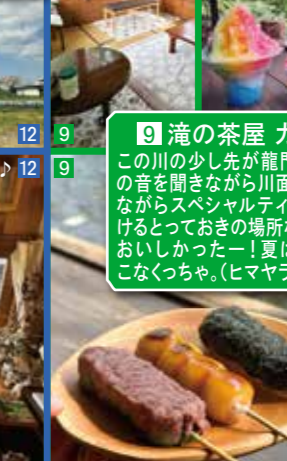 12
9
♪ 12
9
9 滝の茶屋
この川の少し先が龍門
の音を聞きながら川面
ながらスペシャルティ
けるとっておきの場所
おいしかったー！夏に
こなくっちゃ。(ヒマヤラ